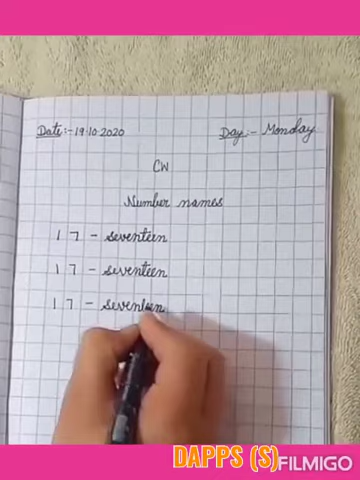 Date:- 19.10.2020 Day:- Monday
CW
Number names
17 - seventeen
17 - seventeen
17 - seventeen
DAPPS (S)
FILMIGO